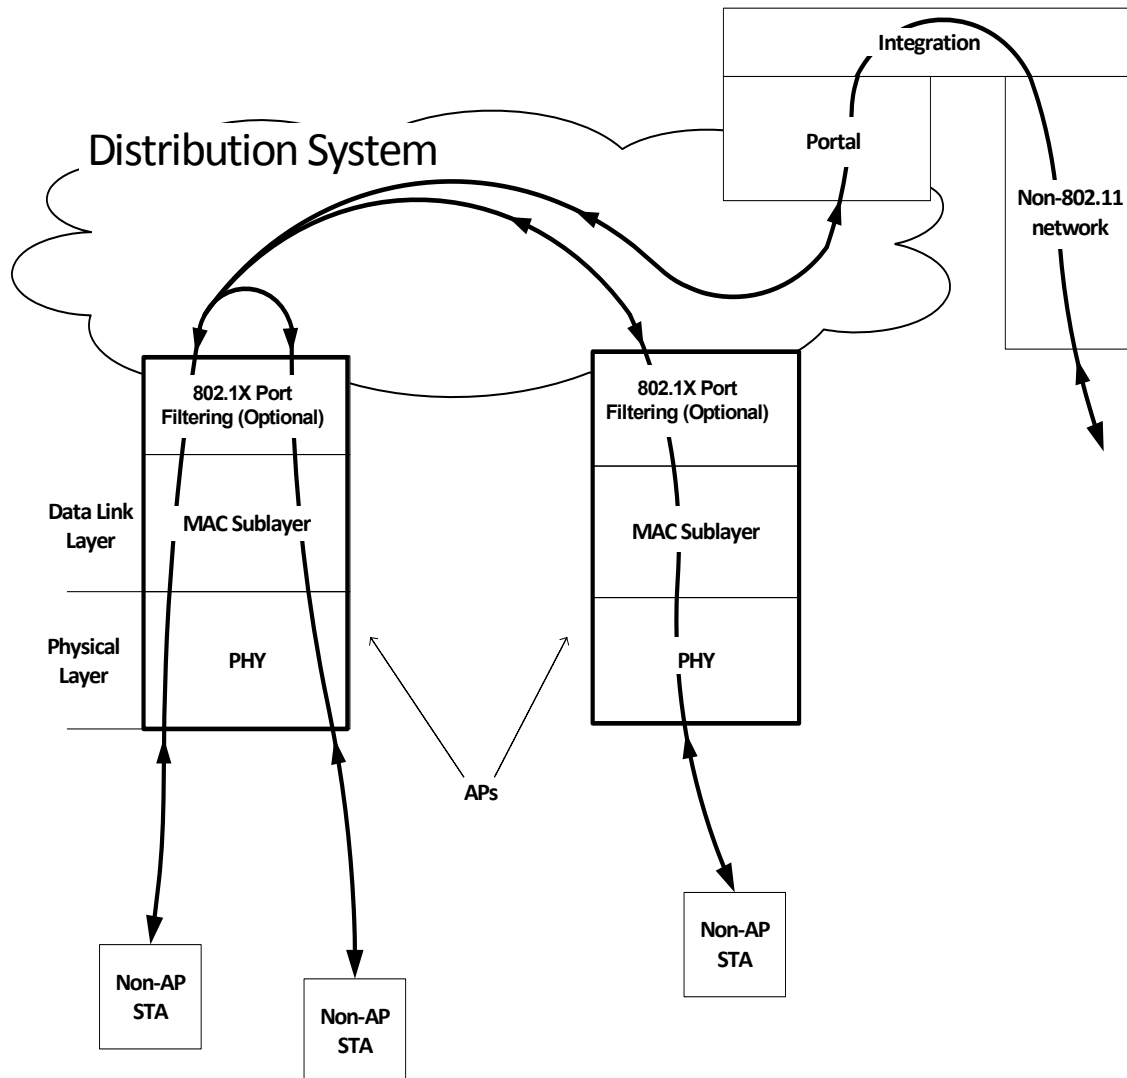 Integration
Distribution System
Portal
Non-802.11
network
802.1X Port
Filtering (Optional)
802.1X Port
Filtering (Optional)
Data Link
Layer
MAC Sublayer
MAC Sublayer
Physical
Layer
PHY
PHY
APs
Non-AP
STA
Non-AP
STA
Non-AP
STA